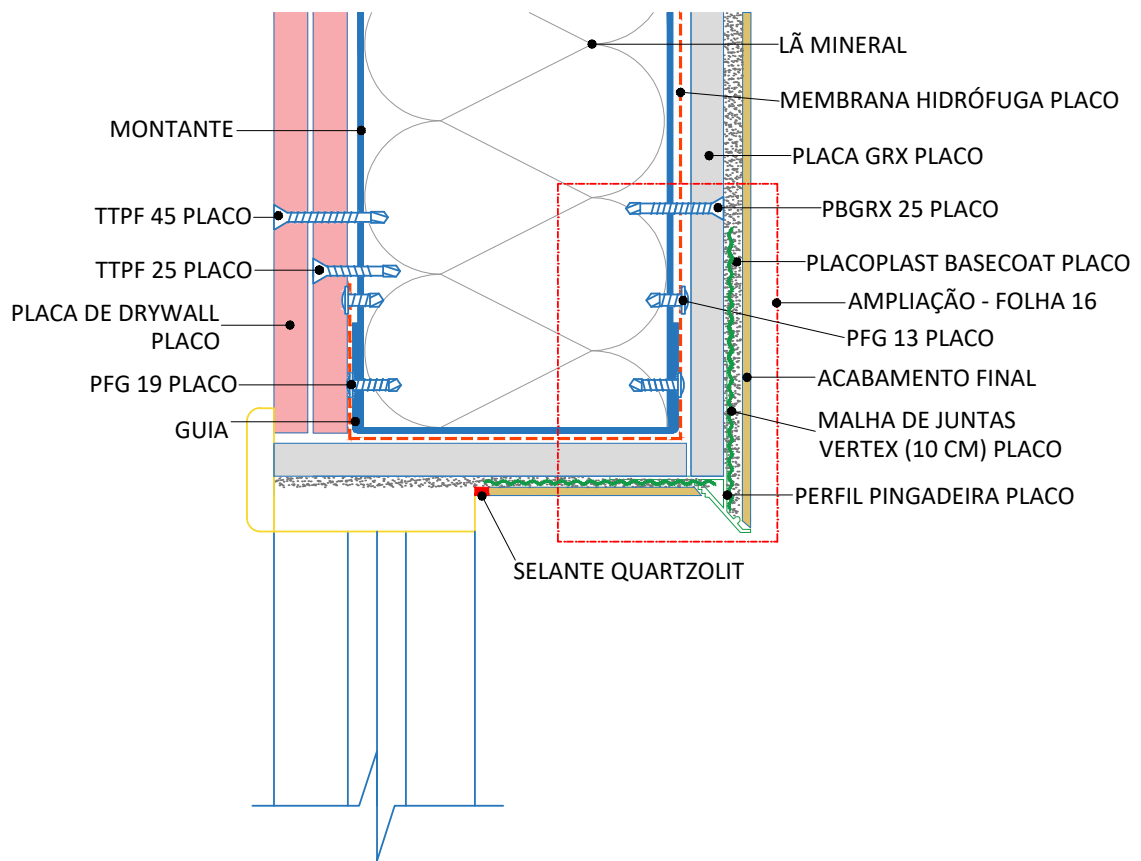 LÃ MINERAL
MEMBRANA HIDRÓFUGA PLACO
MONTANTE
PLACA GRX PLACO
TTPF 45 PLACO
PBGRX 25 PLACO
TTPF 25 PLACO
PLACOPLAST BASECOAT PLACO
AMPLIAÇÃO - FOLHA 16
PLACA DE DRYWALL
PLACO
PFG 13 PLACO
PFG 19 PLACO
ACABAMENTO FINAL
GUIA
MALHA DE JUNTAS
VERTEX (10 CM) PLACO
PERFIL PINGADEIRA PLACO
SELANTE QUARTZOLIT